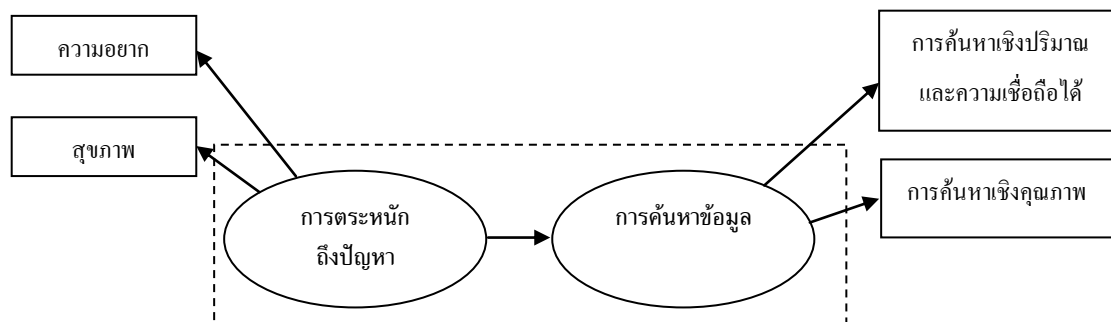 ความอยาก
สุขภาพ
การตระหนัก
ถึงปัญหา
การค้นหาข้อมูล
การค้นหาเชิงปริมาณ
และความเชื่อถือได้
การค้นหาเชิงคุณภาพ